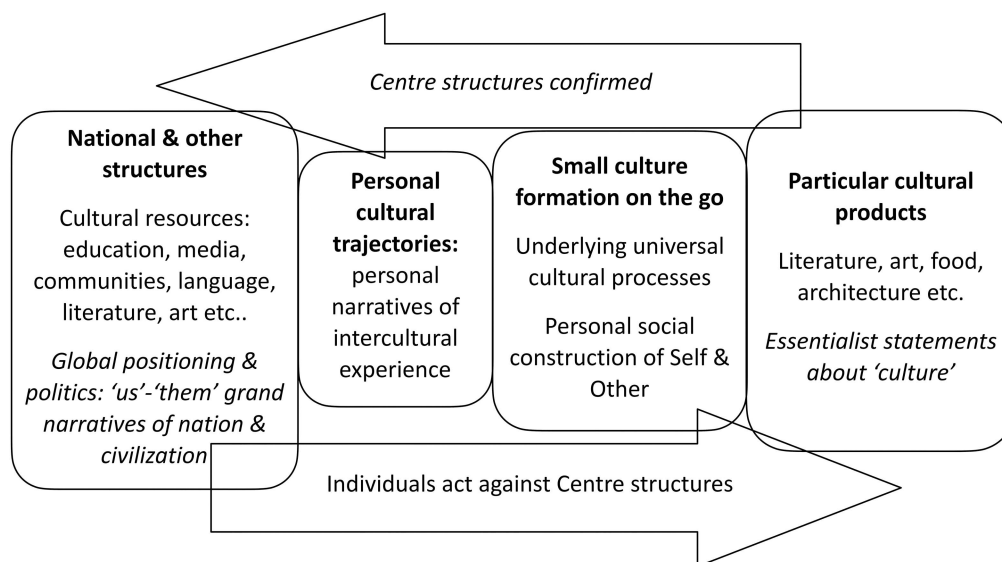 Centre structures confirmed
National & other
structures
Cultural resources:
education, media,
communities, language,
literature, art etc..
Global positioning &
politics: ‘us’-‘them’ grand
narratives of nation &
civilization
Personal
cultural
trajectories:
personal
narratives of
intercultural
experience
Small culture
formation on the go
Underlying universal
cultural processes
Personal social
construction of Self &
Other
Particular cultural
products
Literature, art, food,
architecture etc.
Essentialist statements
about ‘culture’
Individuals act against Centre structures